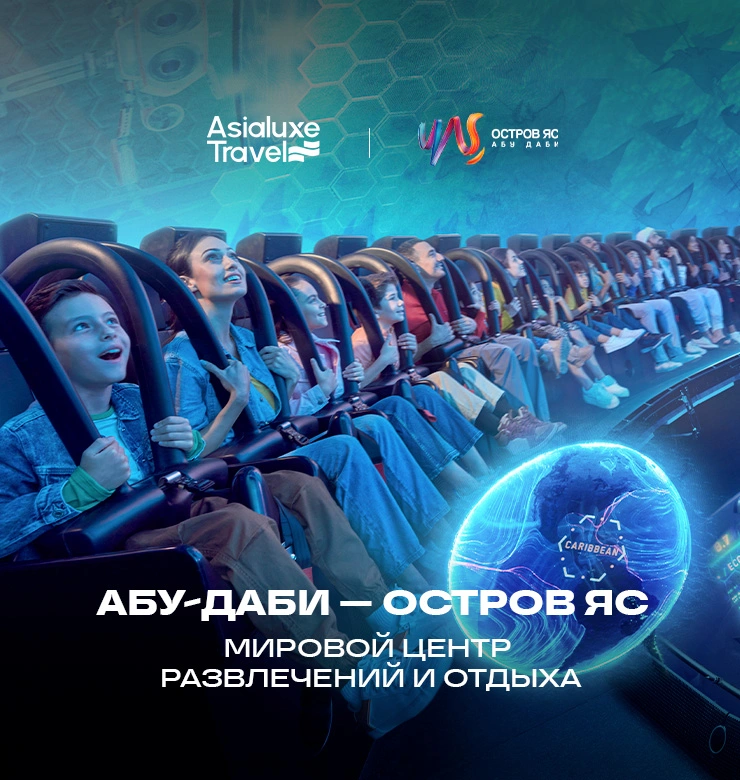 Asialuxe
Travel
ОСТРОВ ЯС
АБУ ДАБИ
CARIBBEAN
АБУ-ДАБИ — ОСТРОВ ЯС
МИРОВОЙ ЦЕНТР
РАЗВЛЕЧЕНИЙ И ОТДЫХА